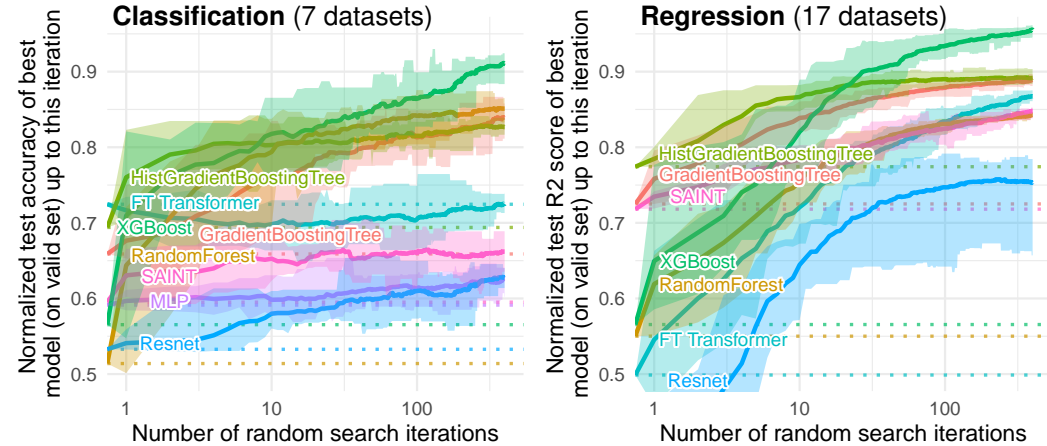 Classification (7 datasets)
Normalized test accuracy of best
model (on valid set) up to this iteration
0.9
0.8
0.7
0.6
0.5
HistGradientBoostingTree
FT Transformer
XGBoost
GradientBoostingTree
RandomForest
SAINT
MLP
Resnet
1
10
100
Number of random search iterations
Regression (17 datasets)
Normalized test R2 score of best
model (on valid set) up to this iteration
0.9
0.8
0.7
0.6
0.5
HistGradientBoostingTree
GradientBoostingTree
SAINT
XGBoost
RandomForest
FT Transformer
Resnet
1
10
100
Number of random search iterations